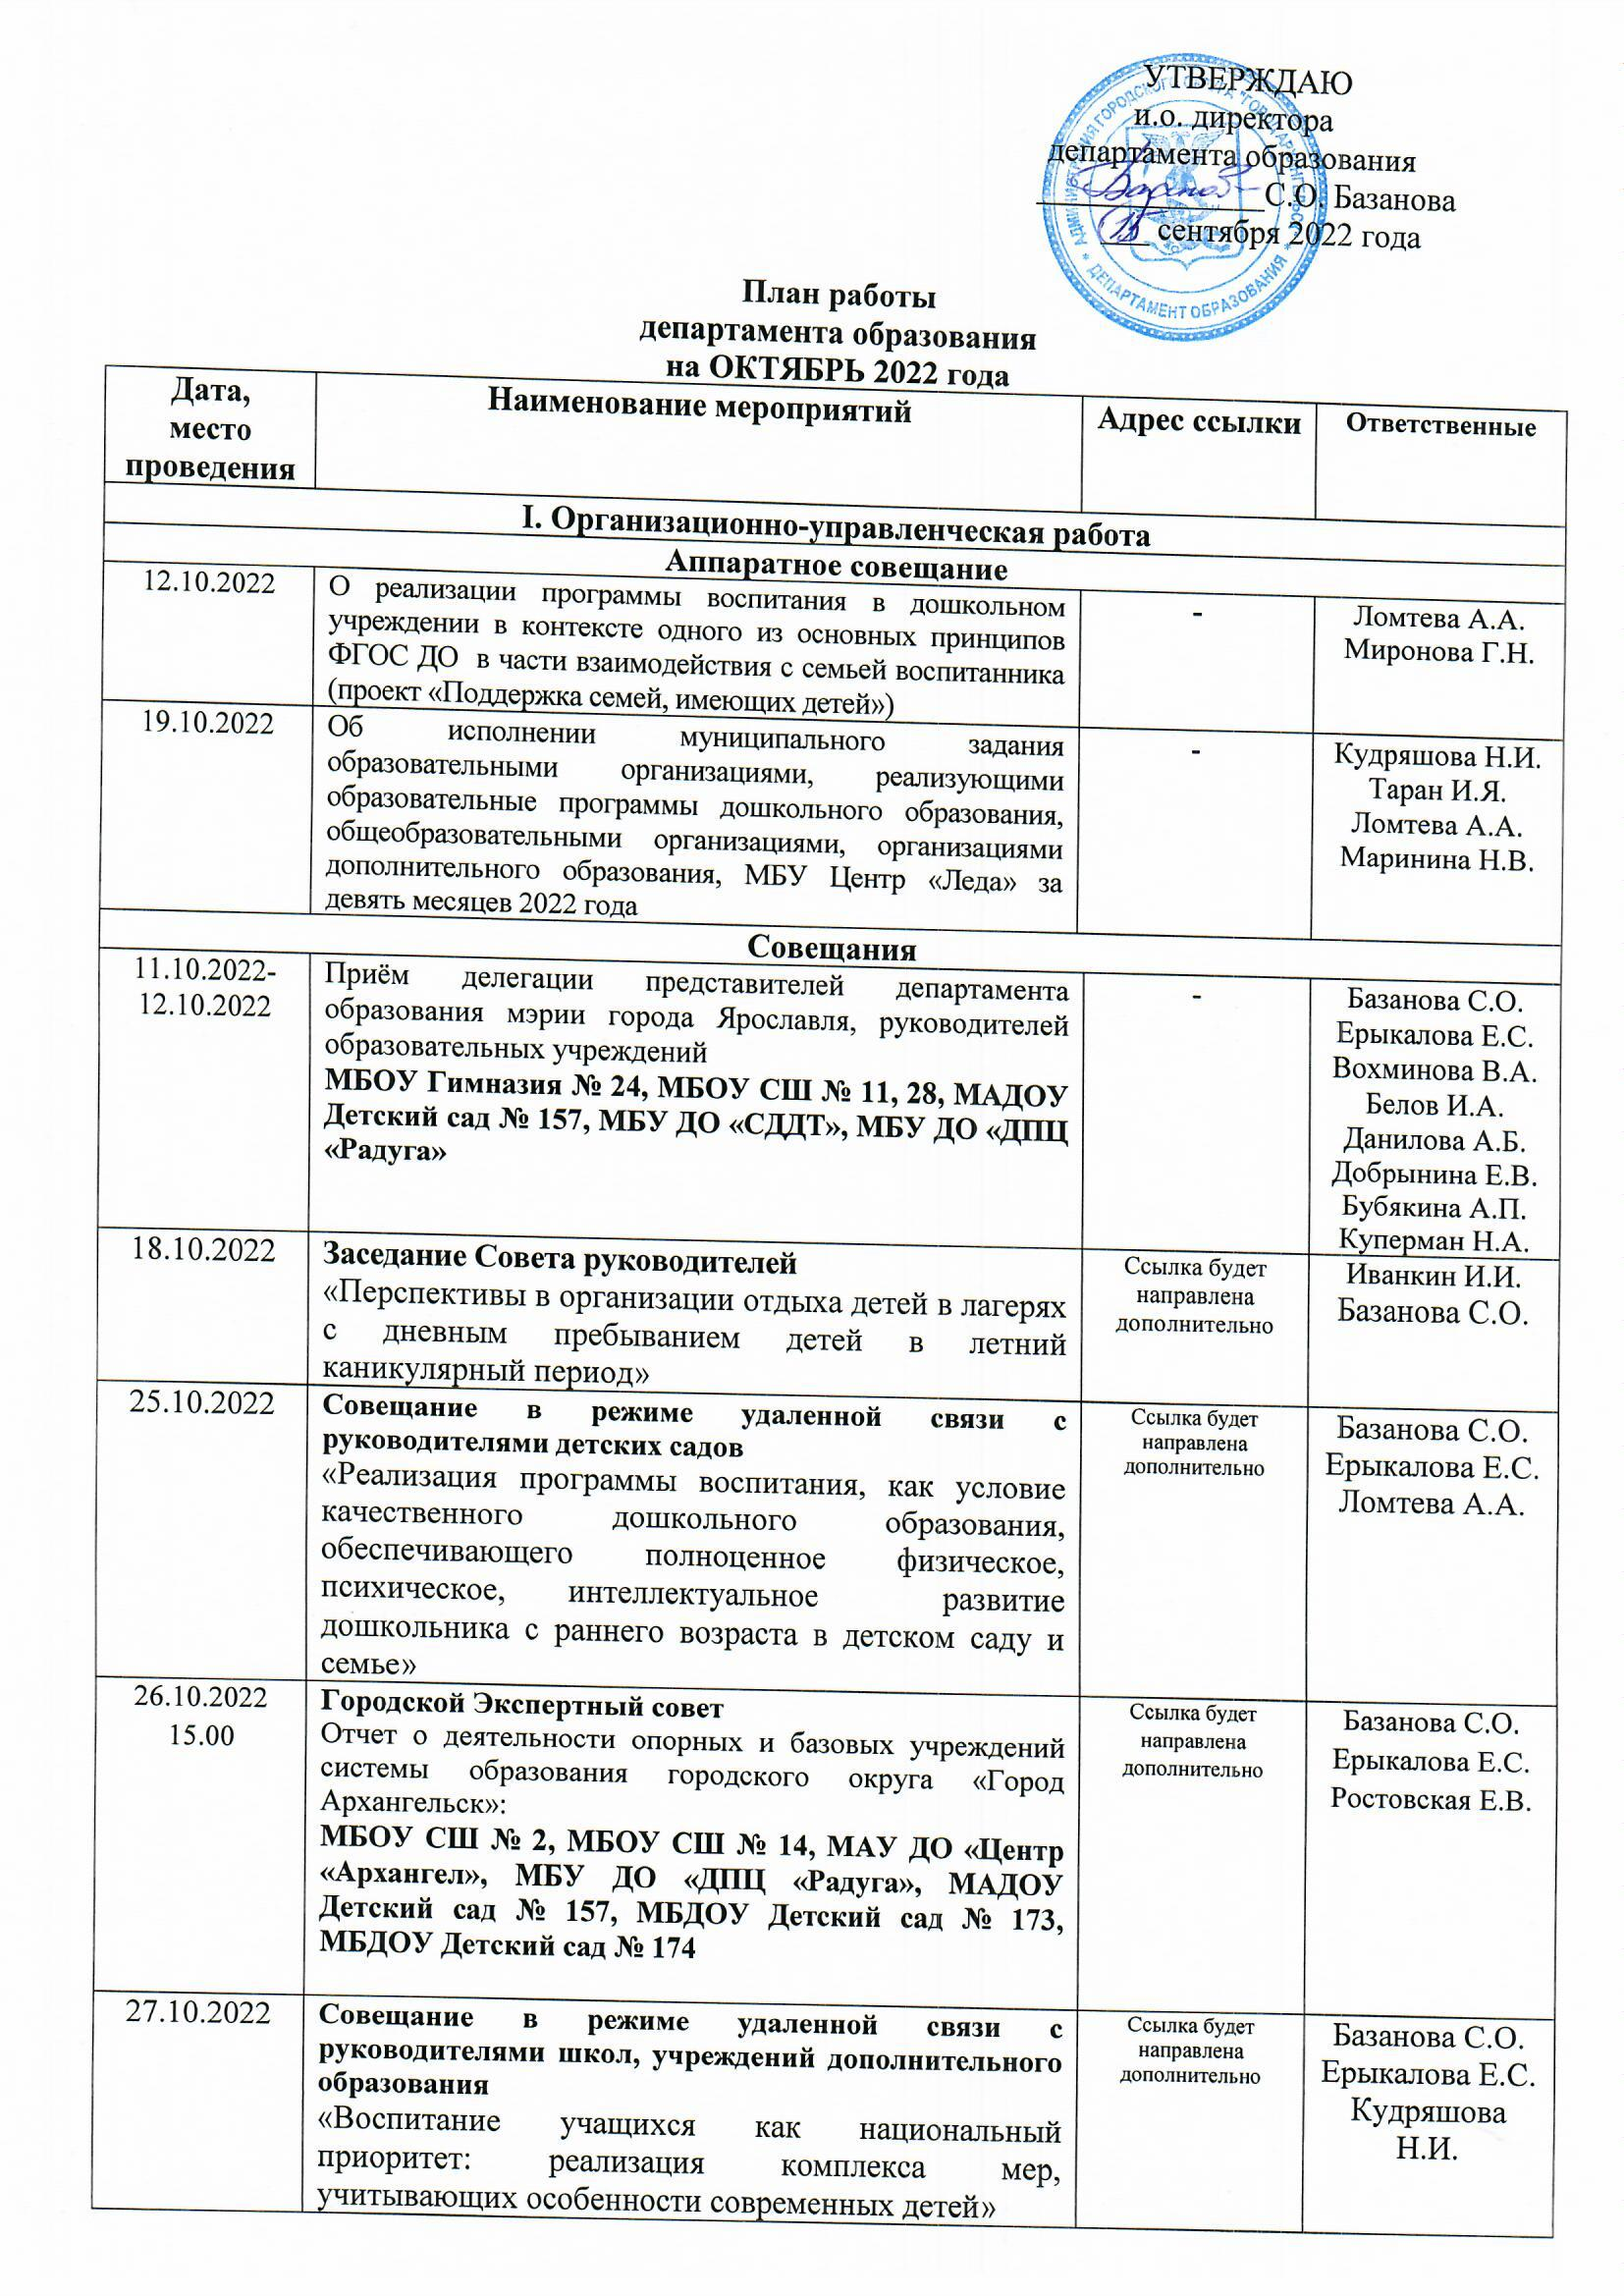 УТВЕРЖДАЮ
и.о. директора
департамента образования
С.О. Базанова
15 сентября 2022 года
ДЕПАРТАМЕНТ ОБРАЗОВАНИЯ
План работы
департамента образования
на ОКТЯБРЬ 2022 года
Дата,
место
проведения
Наименование мероприятий
Адрес ссылки
Ответственные
I. Организационно-управленческая работа
Аппаратное совещание
12.10.2022
О реализации программы воспитания в дошкольном
учреждении в контексте одного из основных принципов
ФГОС ДО в части взаимодействия с семьей воспитанника
(проект «Поддержка семей, имеющих детей»)
-
Ломтева А.А.
Миронова Г.Н.
19.10.2022
Об исполнении муниципального задания
образовательными организациями, реализующими
образовательные программы дошкольного образования,
общеобразовательными организациями, организациями
дополнительного образования, МБУ Центр «Леда» за
девять месяцев 2022 года
-
Кудряшова Н.И.
Таран И.Я.
Ломтева А.А.
Маринина Н.В.
Совещания
11.10.2022-
12.10.2022
Приём делегации представителей департамента
образования мэрии города Ярославля, руководителей
образовательных учреждений
МБОУ Гимназия № 24, МБОУ СШ № 11, 28, МАДОУ
Детский сад № 157, МБУ ДО «СДДТ», МБУ ДО «ДПЦ
«Радуга»
-
Базанова С.О.
Ерыкалова Е.С.
Вохминова В.А.
Белов И.А.
Данилова А.Б.
Добрынина Е.В.
Бубякина А.П.
Куперман Н.А.
18.10.2022
Заседание Совета руководителей
«Перспективы в организации отдыха детей в лагерях
с дневным пребыванием детей в летний
каникулярный период»
Ссылка будет
направлена
дополнительно
Иванкин И.И.
Базанова С.О.
25.10.2022
Совещание в режиме удаленной связи с
руководителями детских садов
«Реализация программы воспитания, как условие
качественного дошкольного образования,
обеспечивающего полноценное физическое,
психическое, интеллектуальное развитие
дошкольника с раннего возраста в детском саду и
семье»
Ссылка будет
направлена
дополнительно
Базанова С.О.
Ерыкалова Е.С.
Ломтева А.А.
26.10.2022
15.00
Городской Экспертный совет
Отчет о деятельности опорных и базовых учреждений
системы образования городского округа «Город
Архангельск»:
МБОУ СШ № 2, МБОУ СШ № 14, МАУ ДО «Центр
«Архангел», МБУ ДО «ДПЦ «Радуга», МАДОУ
Детский сад № 157, МБДОУ Детский сад № 173,
МБДОУ Детский сад № 174
Ссылка будет
направлена
дополнительно
Базанова С.О.
Ерыкалова Е.С.
Ростовская Е.В.
27.10.2022
Совещание в режиме удаленной связи с
руководителями школ, учреждений дополнительного
образования
«Воспитание учащихся как национальный
приоритет: реализация комплекса мер,
учитывающих особенности современных детей»
Ссылка будет
направлена
дополнительно
Базанова С.О.
Ерыкалова Е.С.
Кудряшова
Н.И.